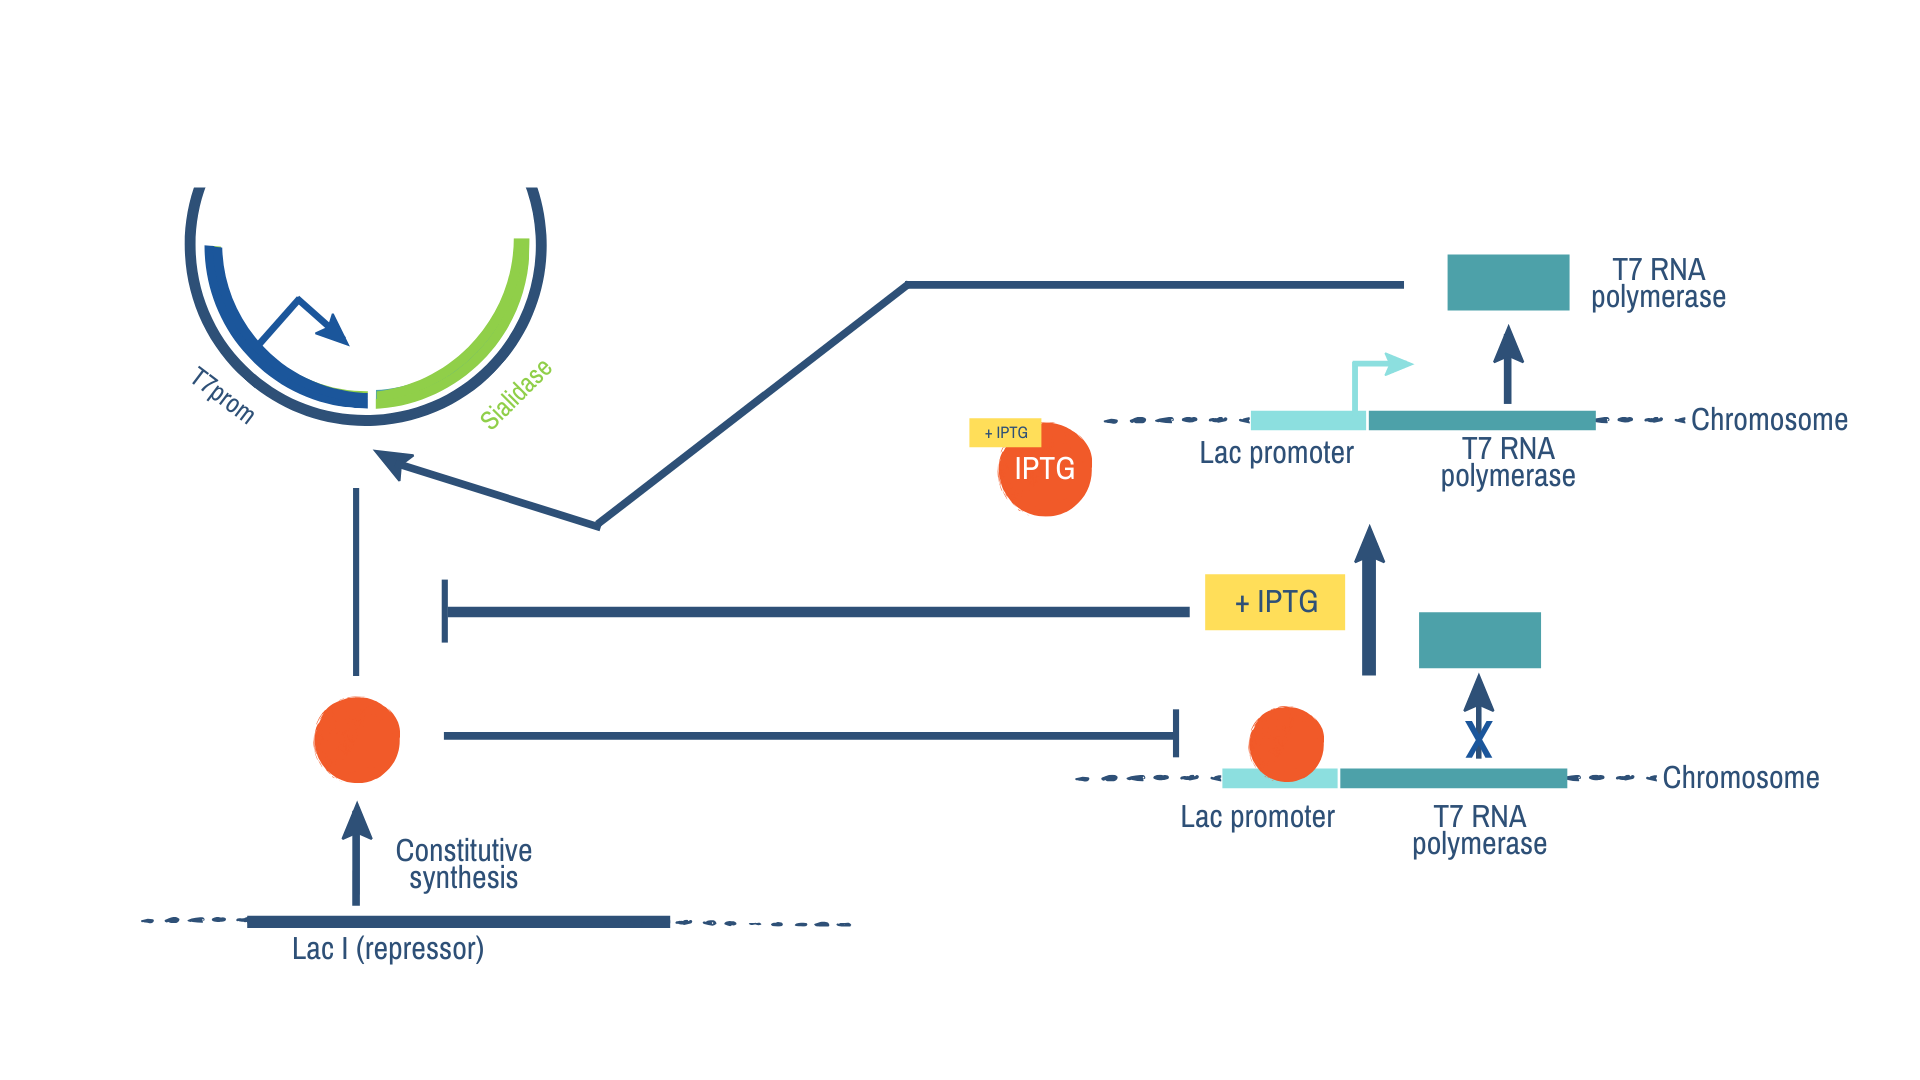 T7 RNA
polymerase
T7prom
Sialidase
+ IPTG
IPTG
Chromosome
Lac promoter
T7 RNA
polymerase
+ IPTG
X
Chromosome
Lac promoter
T7 RNA
polymerase
Constitutive
synthesis
Lac I (repressor)